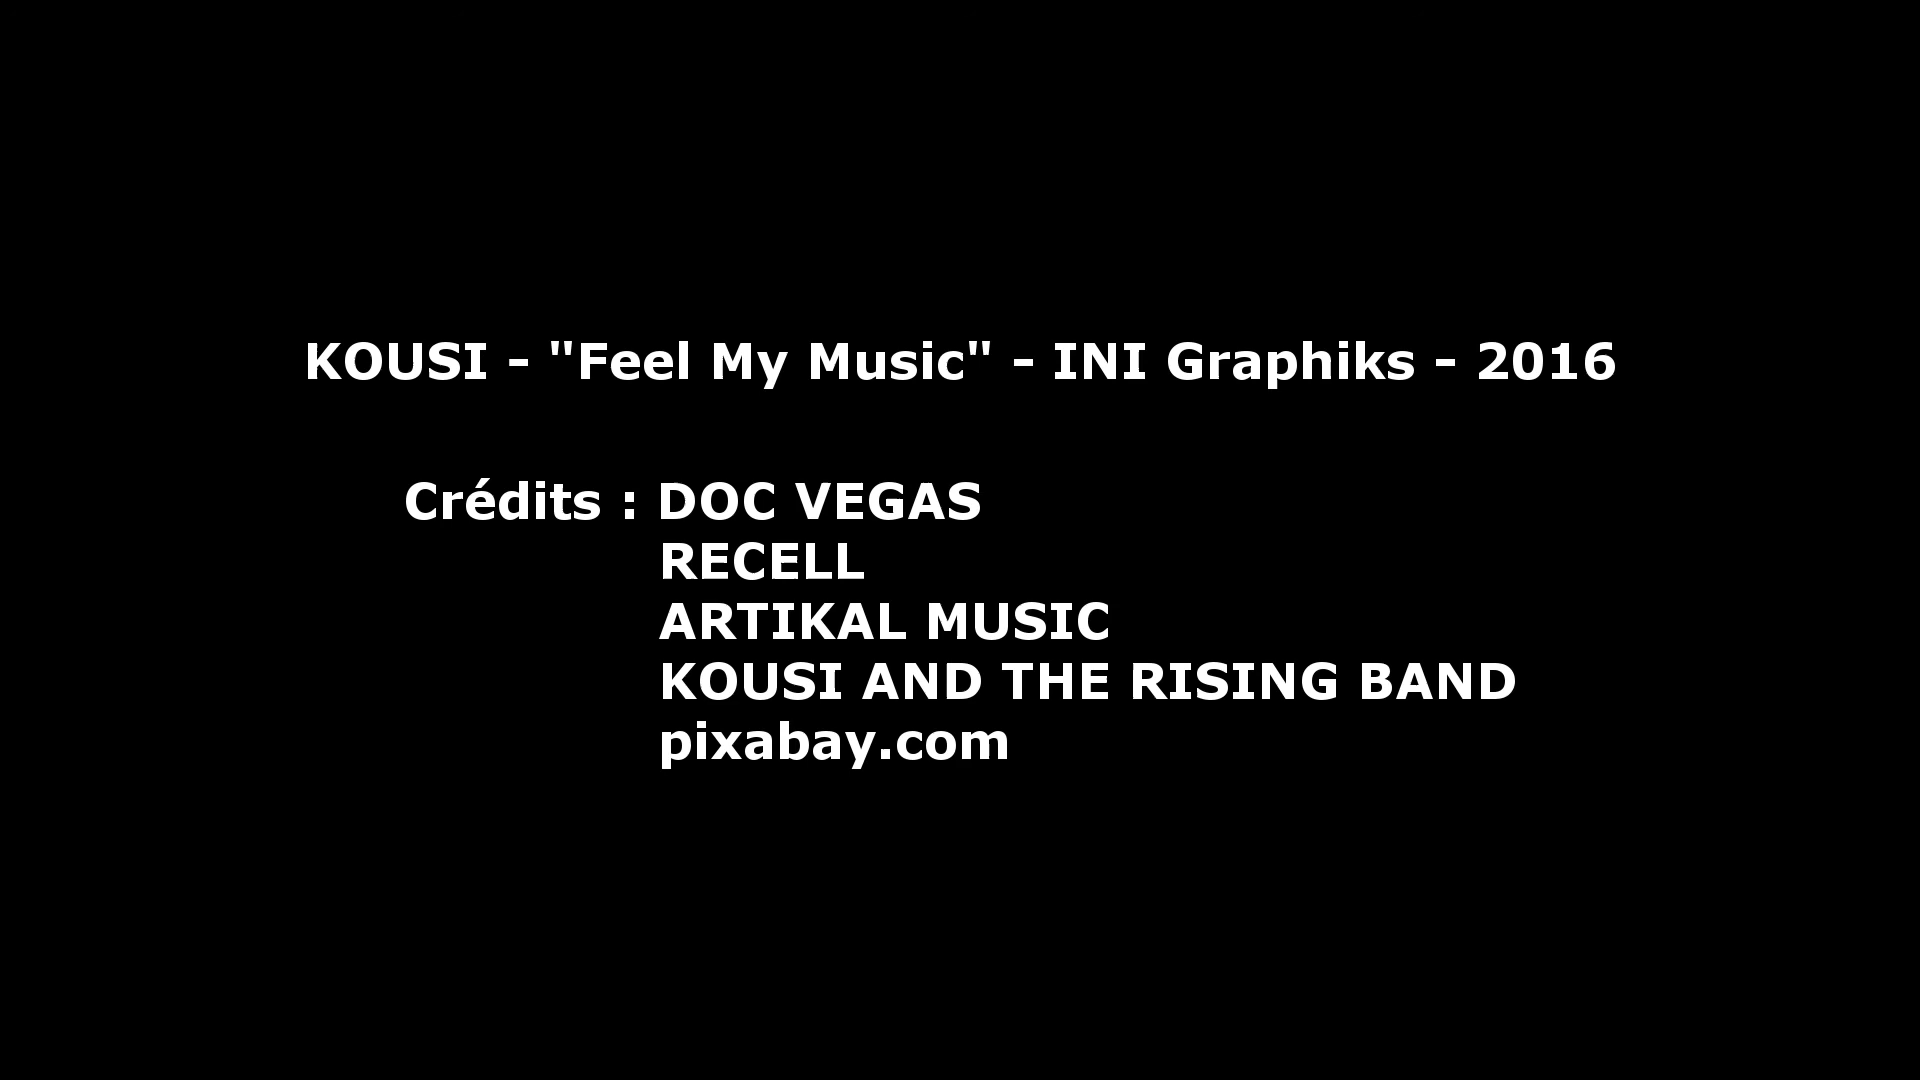 KOUSI - "Feel My Music" - INI Graphiks - 2016
Crédits : DOC VEGAS
RECELL
ARTIKAL MUSIC
KOUSI AND THE RISING BAND
pixabay.com